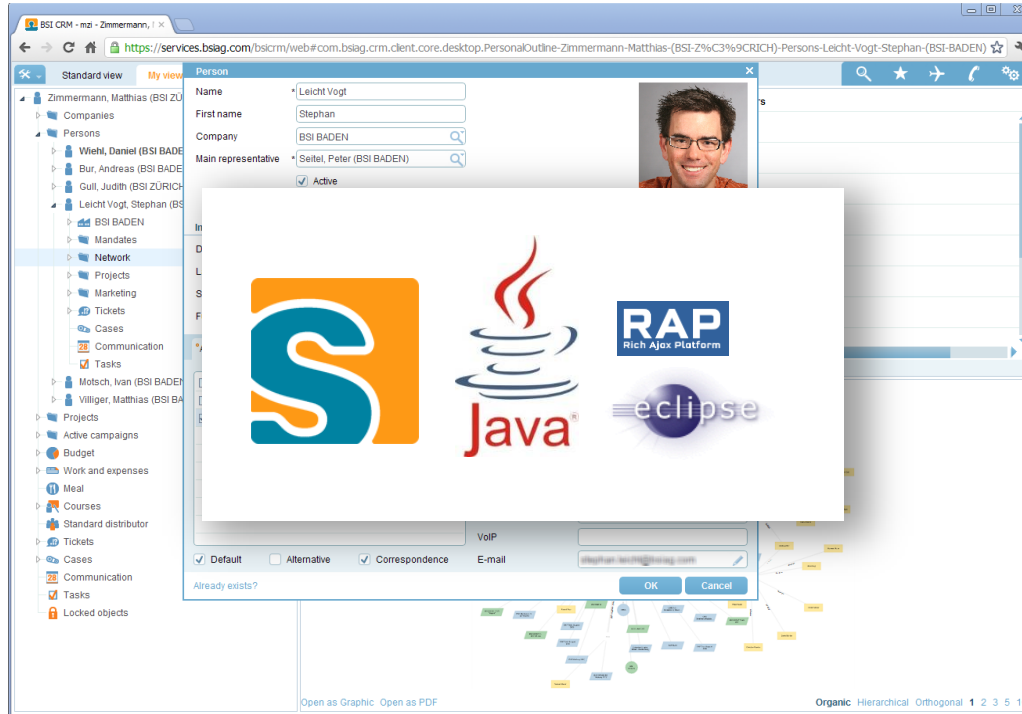 BSI CRM - mzi - Zimmermann, 
https://services.bsiag.com/bsicrm/web#com.bsiag.crm.client.core.desktop.PersonalOutline-Zimmermann-Matthias-(BSI-Z%C3%9CRICH)-Persons-Leicht-Vogt-Stephan-(BSI-BADEN)
Standard view My view
Person
Zimmermann, Matthias (BSI ZÜ
Companies
Persons
Wiehl, Daniel (BSI BADE
Bur, Andreas (BSI BADE
Gull, Judith (BSI ZÜRICH
Leicht Vogt, Stephan (BS
BSI BADEN
Mandates
Network
Projects
Marketing
Tickets
Cases
28 Communication
Tasks
Motsch, Ivan (BSI BADEN
Villiger, Matthias (BSI BA
Projects
Active campaigns
Budget
Work and expenses
Meal
Courses
Standard distributor
Tickets
Cases
28 Communication
Tasks
Locked objects
Name * Leicht Vogt
First name Stephan
Company BSI BADEN
Main representative * Seitel, Peter (BSI BADEN)
Active
S
Java®
RAP
Rich Ajax Platform
eclipse
VoIP
Default Alternative Correspondence E-mail
Already exists? OK Cancel
Open as Graphic Open as PDF
Organic Hierarchical Orthogonal 1 2 3 5 1